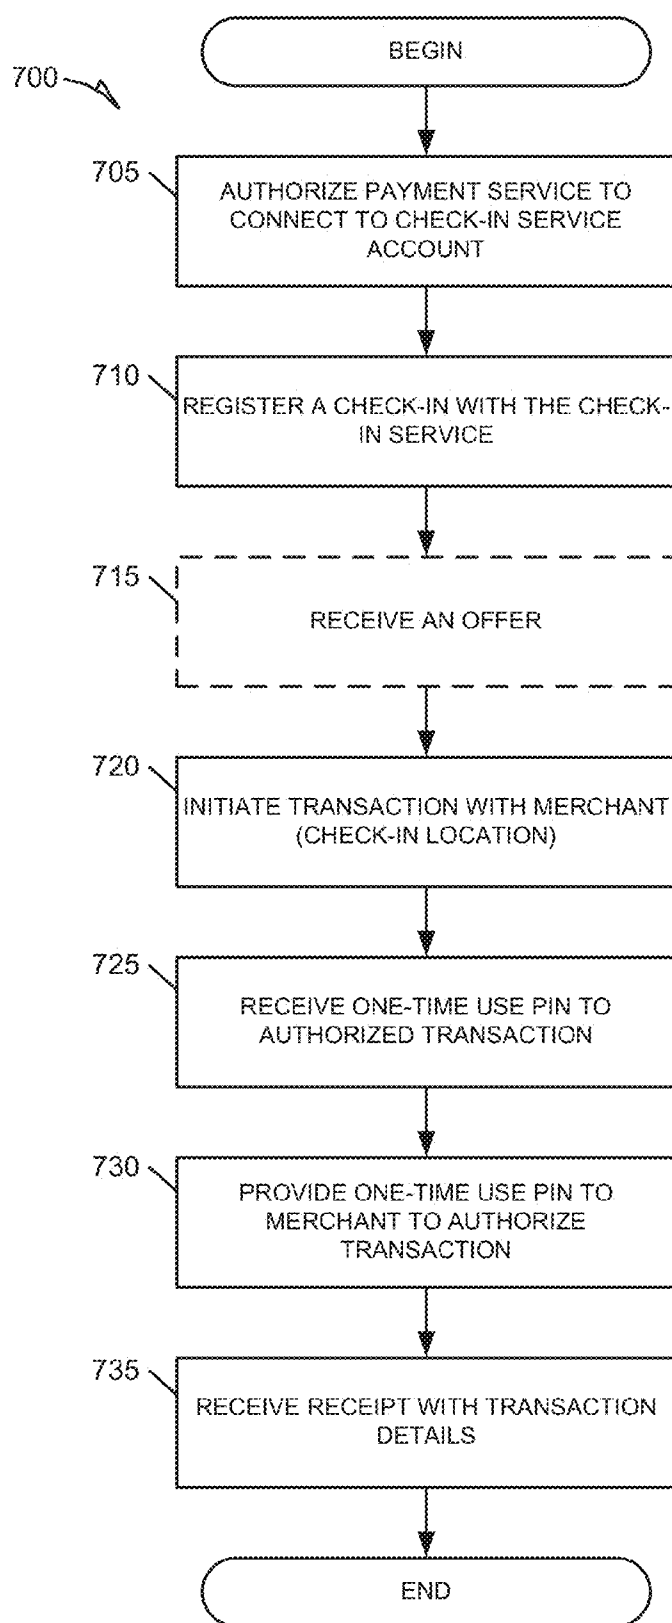 BEGIN
700
705
AUTHORIZE PAYMENT SERVICE TO
CONNECT TO CHECK-IN SERVICE
ACCOUNT
710
REGISTER A CHECK-IN WITH THE CHECK-
IN SERVICE
715
RECEIVE AN OFFER
720
INITIATE TRANSACTION WITH MERCHANT
(CHECK-IN LOCATION)
725
RECEIVE ONE-TIME USE PIN TO
AUTHORIZED TRANSACTION
730
PROVIDE ONE-TIME USE PIN TO
MERCHANT TO AUTHORIZE
TRANSACTION
735
RECEIVE RECEIPT WITH TRANSACTION
DETAILS
END